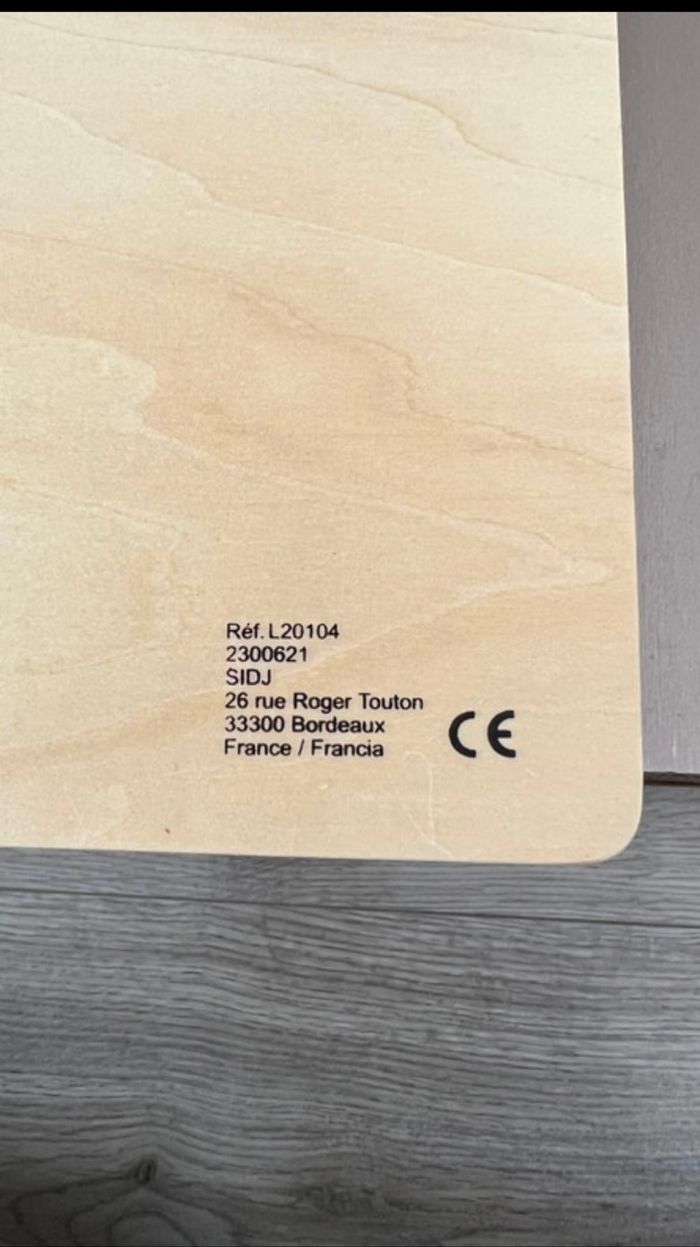 Réf. L20104
2300621
SIDJ
26 rue Roger Touton
33300 Bordeaux
France / Francia
CE